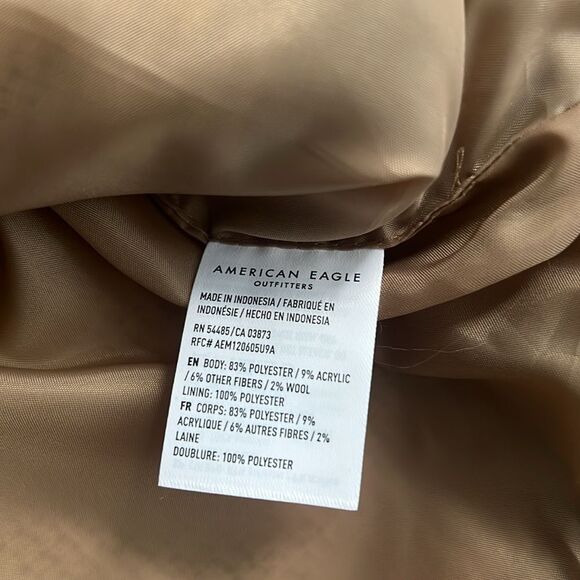 AMERICAN EAGLE
OUTFITTERS
MADE IN INDONESIA / FABRIQUÉ EN
INDONÉSIE / HECHO EN INDONESIA
RN 54485/CA 03873
RFC# AEM120605U9A
EN BODY: 83% POLYESTER / 9% ACRYLIC
/ 6% OTHER FIBERS / 2% WOOL
LINING: 100% POLYESTER
FR CORPS: 83% POLYESTER / 9%
ACRYLIQUE / 6% AUTRES FIBRES / 2%
LAINE
DOUBLURE: 100% POLYESTER